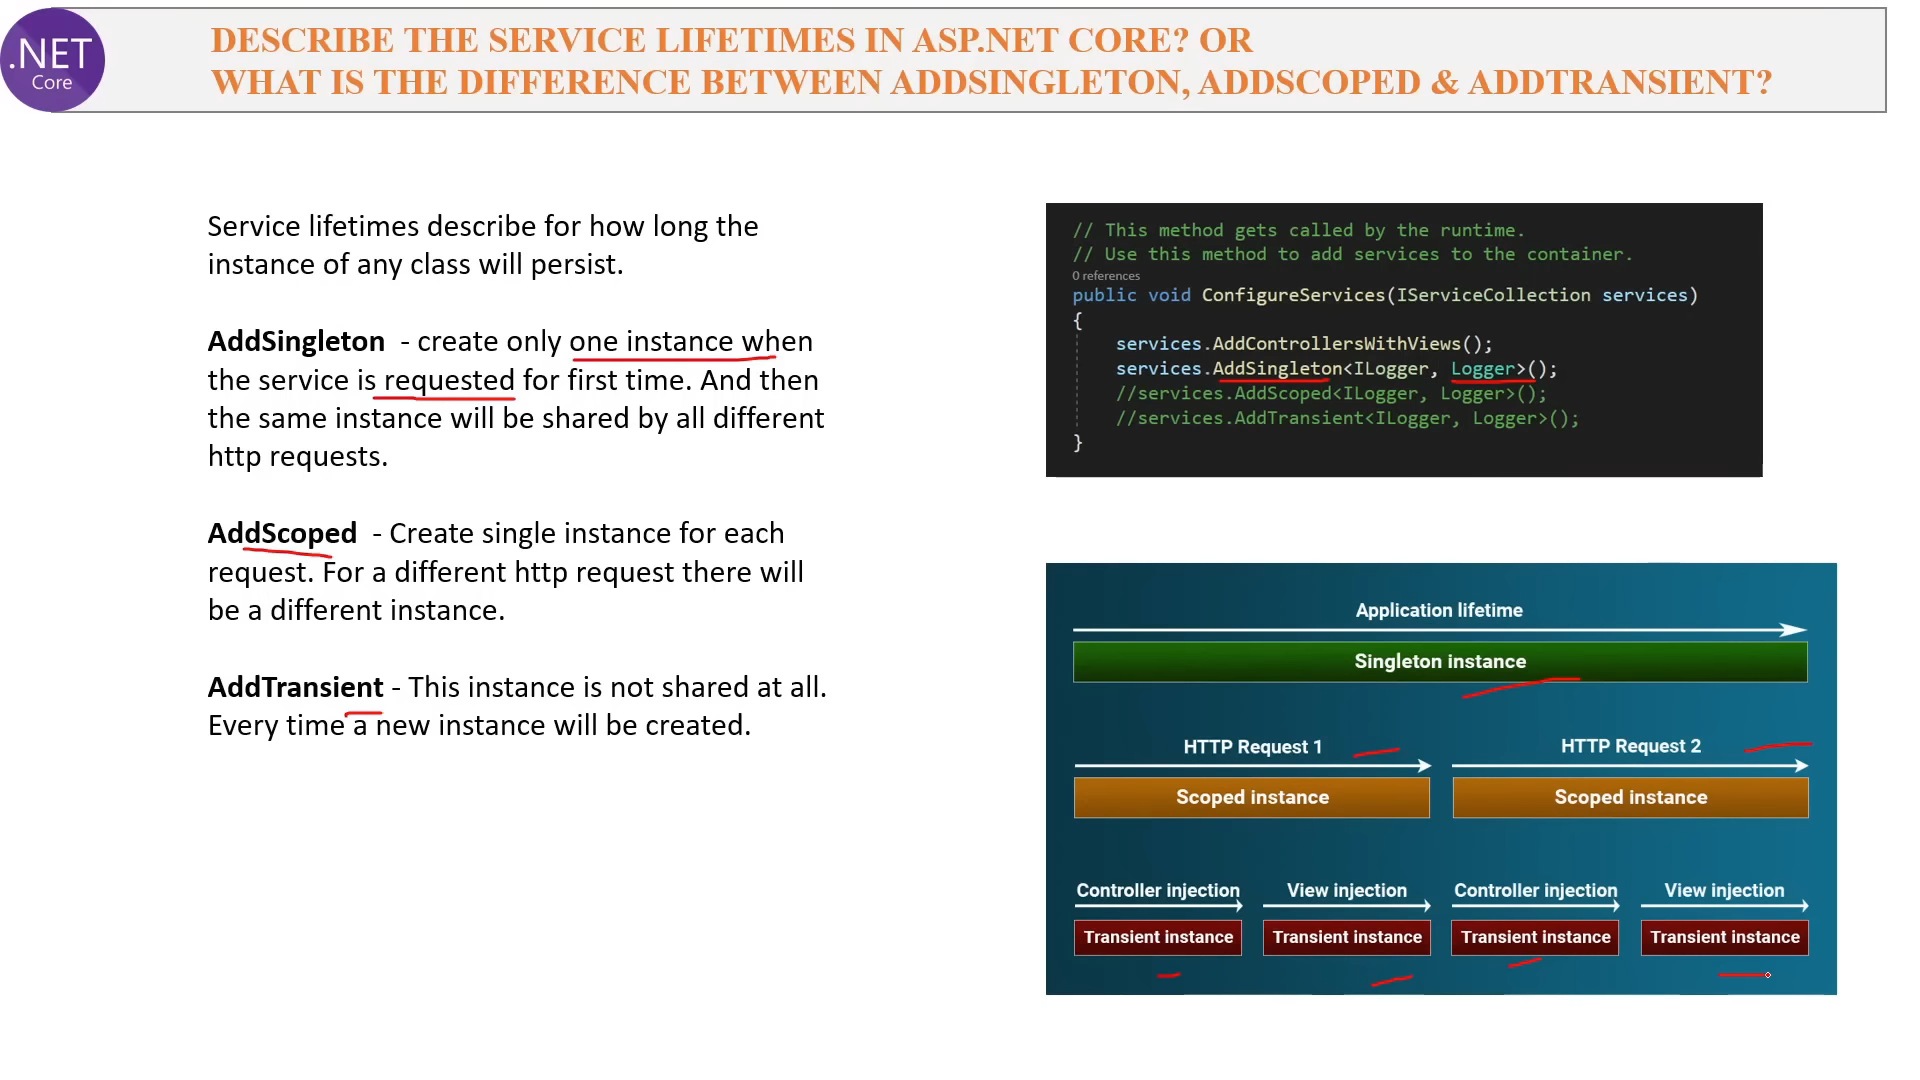 .NET
Core
DESCRIBE THE SERVICE LIFETIMES IN ASP.NET CORE? OR
WHAT IS THE DIFFERENCE BETWEEN ADDSINGLETON, ADDSCOPED & ADDTRANSIENT?
Service lifetimes describe for how long the
instance of any class will persist.
AddSingleton - create only one instance when
the service is requested for first time. And then
the same instance will be shared by all different
http requests.
AddScoped - Create single instance for each
request. For a different http request there will
be a different instance.
AddTransient - This instance is not shared at all.
Every time a new instance will be created.
// This method gets called by the runtime.
// Use this method to add services to the container.
0 references
public void ConfigureServices(IServiceCollection services)
{
services.AddControllersWithViews();
services.AddSingleton<ILogger, Logger>();
//services.AddScoped<ILogger, Logger>();
//services.AddTransient<ILogger, Logger>();
}
Application lifetime
Singleton instance
HTTP Request 1 HTTP Request 2
Scoped instance Scoped instance
Controller injection View injection Controller injection View injection
Transient instance Transient instance Transient instance Transient instance